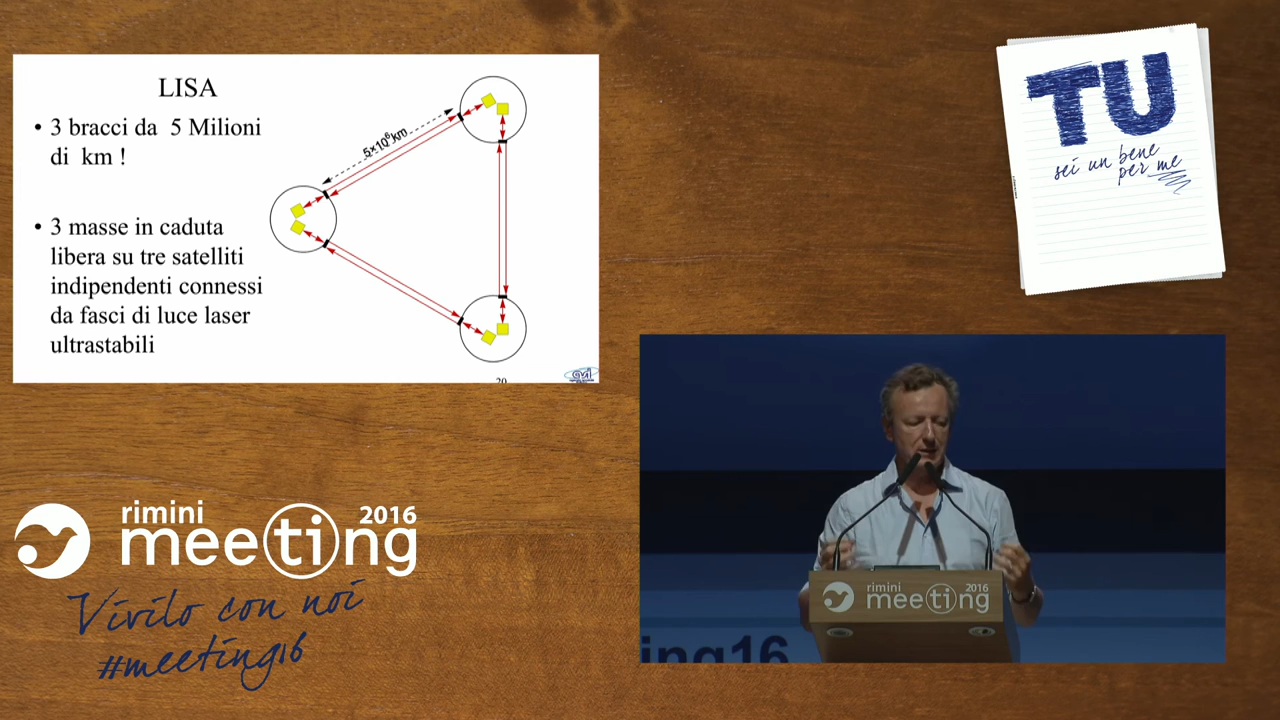 LISA
• 3 bracci da 5 Milioni
di km !
• 3 masse in caduta
libera su tre satelliti
indipendenti connessi
da fasci di luce laser
ultrastabili
5×10⁶km
20
TU
sei un bene
per me
rimini 2016
meeting
Vivilo con noi
#meeting16
rimini 2016
meeting
ing16